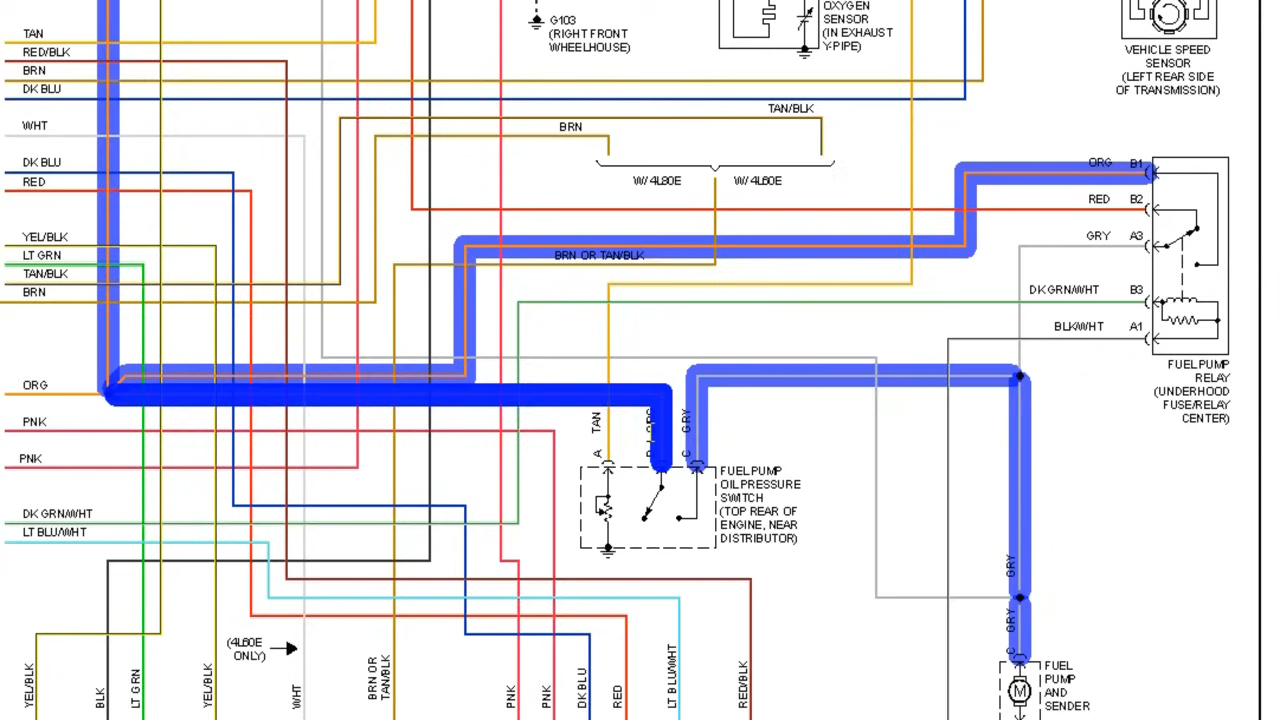 TAN
RED/BLK
BRN
DK BLU
WHT
DK BLU
RED
YEL/BLK
LT GRN
TAN/BLK
BRN
ORG
PNK
PNK
DK GRN/WHT
LT BLU/WHT
G103
(RIGHT FRONT
WHEELHOUSE)
OXYGEN
SENSOR
(IN EXHAUST
Y-PIPE)
VEHICLE SPEED
SENSOR
(LEFT REAR SIDE
OF TRANSMISSION)
TAN/BLK
BRN
W/ 4L80E
W/ 4L60E
BRN OR TAN/BLK
ORG B1
RED B2
GRY A3
DK GRN/WHT B3
BLK/WHT A1
FUEL PUMP
RELAY
(UNDERHOOD
FUSE/RELAY
CENTER)
A TAN
C GRY
FUEL PUMP
OIL PRESSURE
SWITCH
(TOP REAR OF
ENGINE, NEAR
DISTRIBUTOR)
GRY
C GRY
FUEL
PUMP
AND
SENDER
M
(4L60E
ONLY)
YEL/BLK
BLK
LT GRN
YEL/BLK
WHT
BRN OR
TAN/BLK
PNK
PNK
DK BLU
RED
LT BLU/WHT
RED/BLK